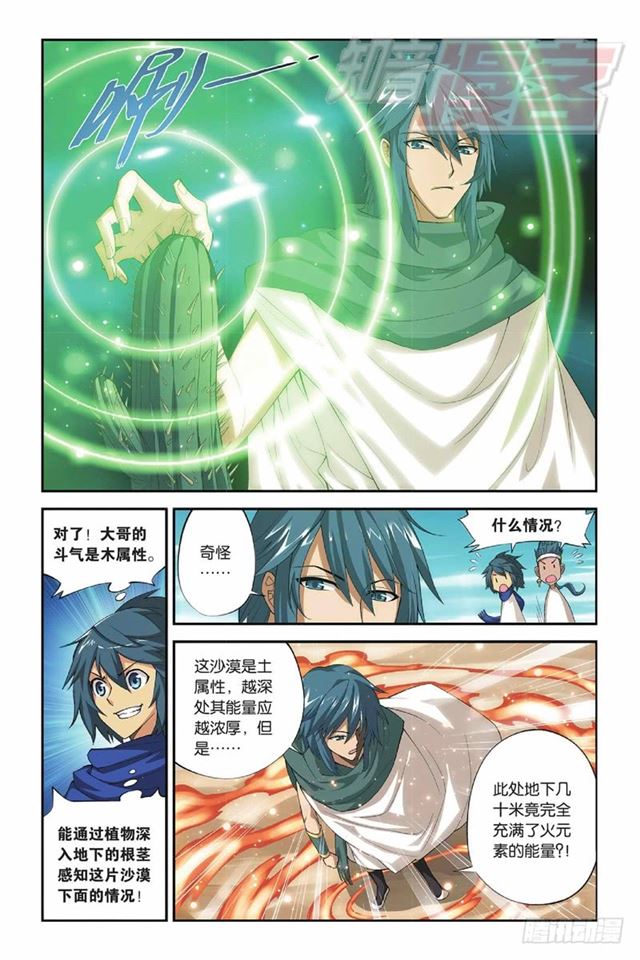 呼
知音漫客
对了！大哥的
斗气是木属性。
能通过植物深
入地下的根茎
感知这片沙漠
下面的情况！
奇怪
……
什么情况？
这沙漠是土
属性，越深
处其能量应
越浓厚，但
是……
此处地下几
十米竟完全
充满了火元
素的能量?!
腾讯动漫